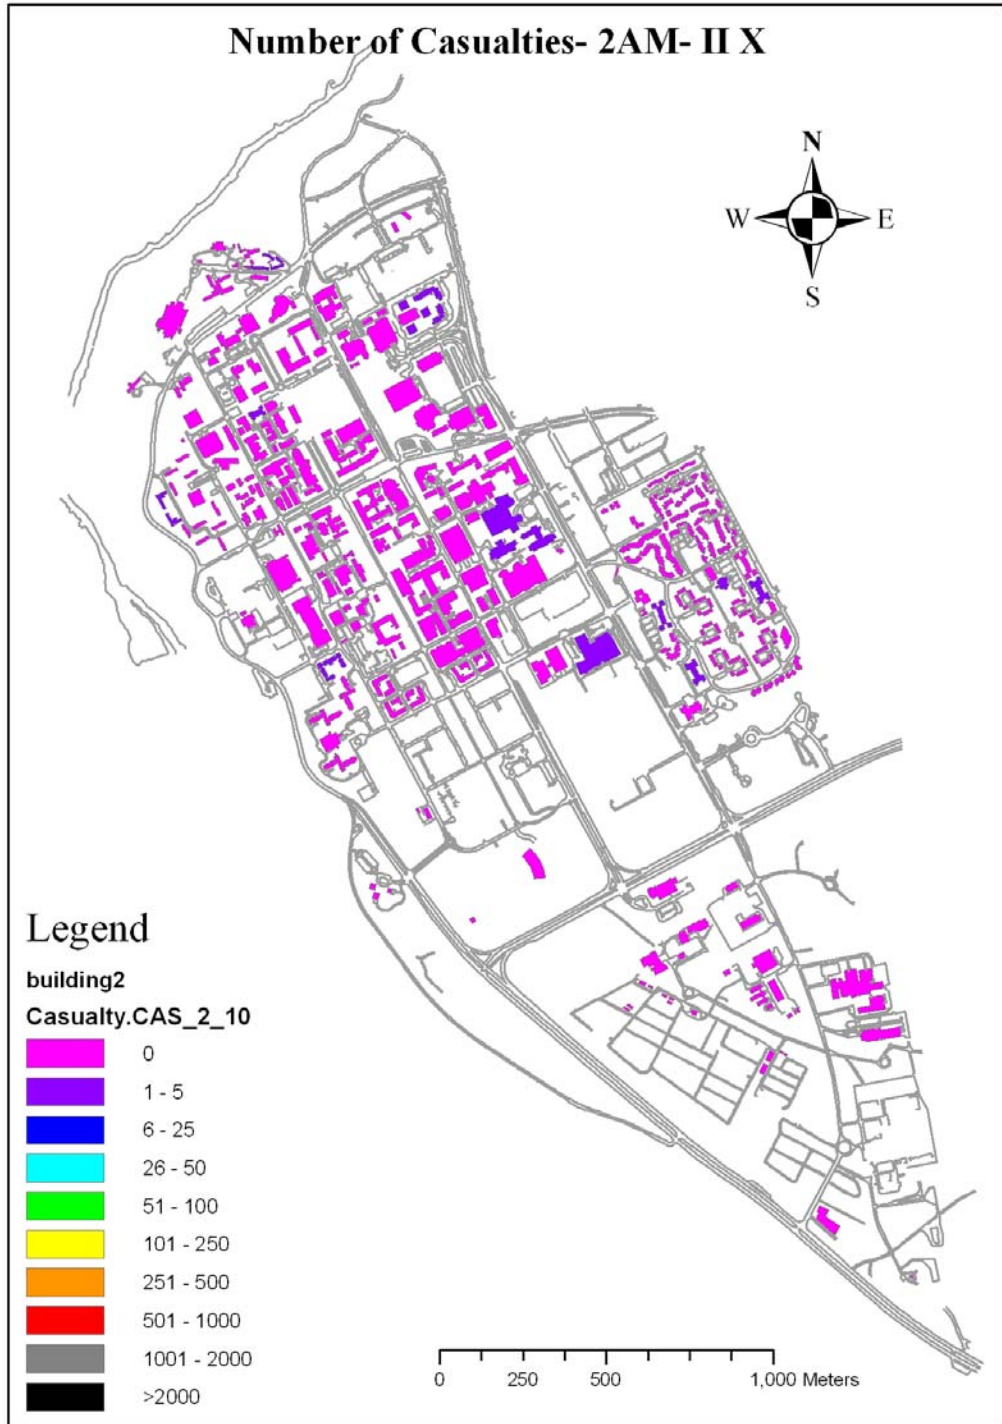 Number of Casualties- 2AM- II X
N
W E
S
Legend
building2
Casualty.CAS_2_10
0
1 - 5
6 - 25
26 - 50
51 - 100
101 - 250
251 - 500
501 - 1000
1001 - 2000
>2000
0 250 500 1,000 Meters